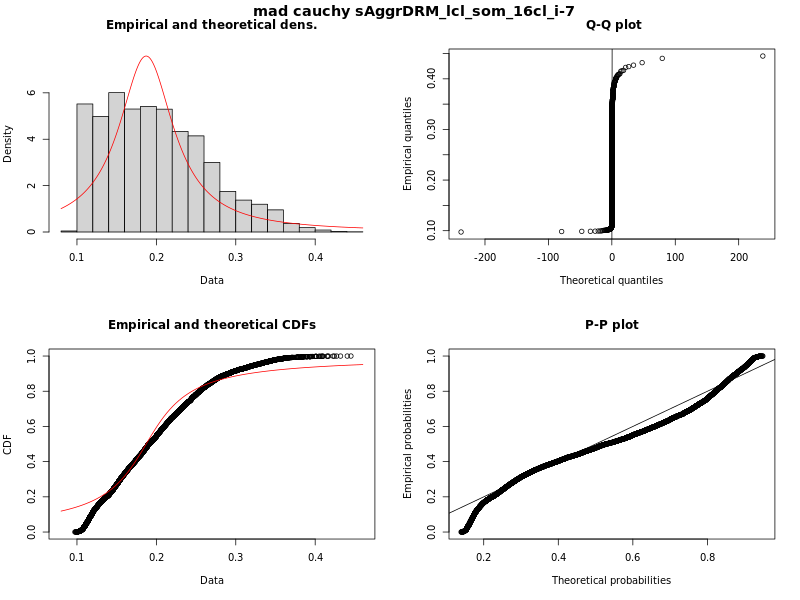 mad cauchy sAggrDRM_lcl_som_16cl_i-7
Empirical and theoretical dens.
Density
0 2 4 6
0.1 0.2 0.3 0.4
Data
Q-Q plot
Empirical quantiles
0.10 0.20 0.30 0.40
-200 -100 0 100 200
Theoretical quantiles
Empirical and theoretical CDFs
CDF
0.0 0.2 0.4 0.6 0.8 1.0
0.1 0.2 0.3 0.4
Data
P-P plot
Empirical probabilities
0.0 0.2 0.4 0.6 0.8 1.0
0.2 0.4 0.6 0.8
Theoretical probabilities